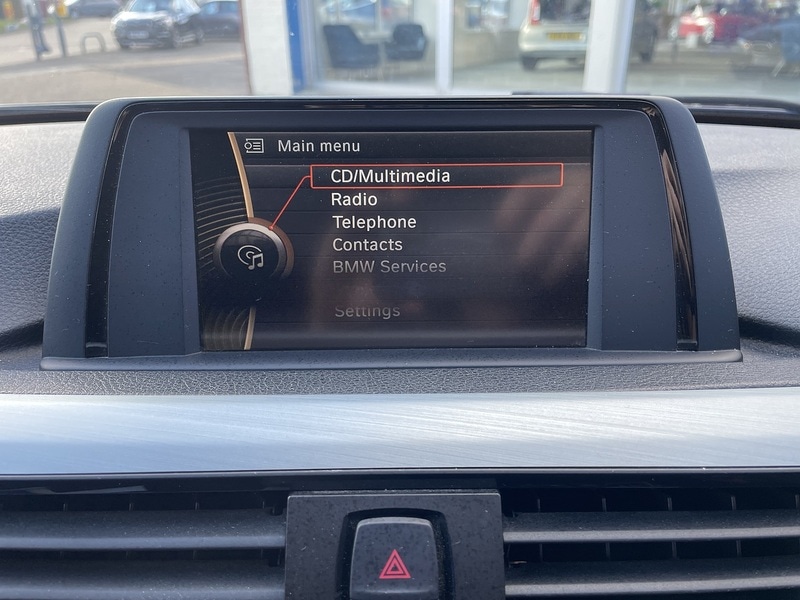 Main menu
CD/Multimedia
Radio
Telephone
Contacts
BMW Services
Settings